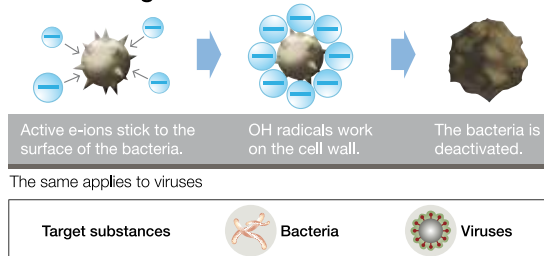 Active e-ions stick to the
surface of the bacteria.
OH radicals work
on the cell wall.
The bacteria is
deactivated.
The same applies to viruses
Target substances
Bacteria
Viruses